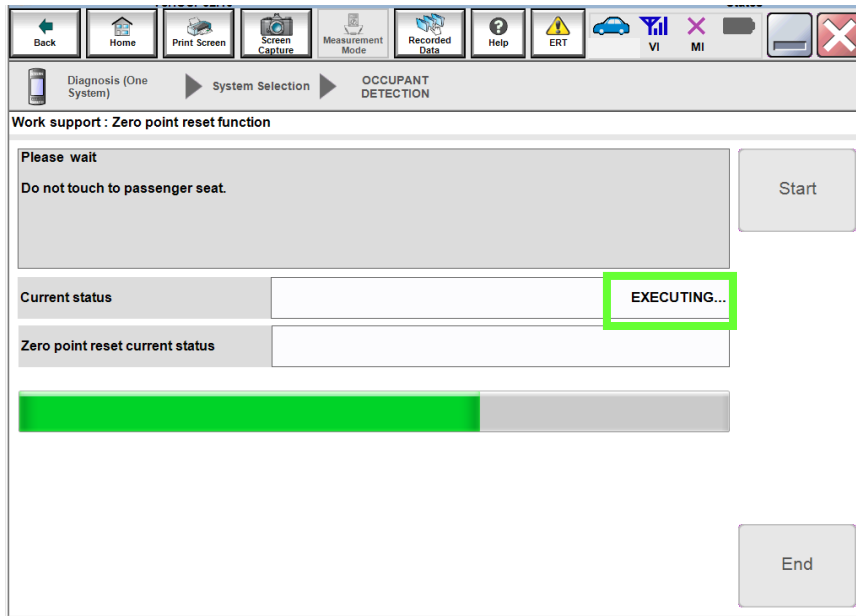 Back
Home
Print Screen
Screen
Capture
Measurement
Mode
Recorded
Data
Help
ERT
VI
MI
Diagnosis (One
System)
System Selection
OCCUPANT
DETECTION
Work support : Zero point reset function
Please wait
Do not touch to passenger seat.
Start
Current status
EXECUTING...
Zero point reset current status
End